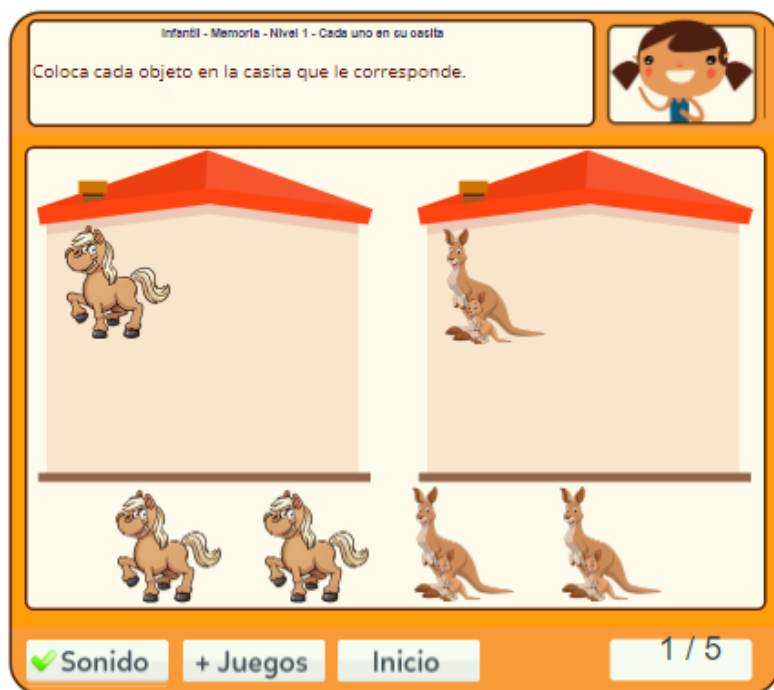 Infantil - Memoria - Nivel 1 - Cada uno en su casita
Coloca cada objeto en la casita que le corresponde.
Sonido
+ Juegos
Inicio
1 / 5